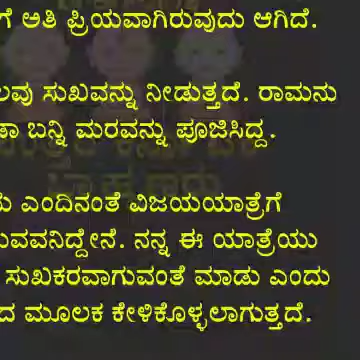 ಗೆ ಅತಿ ಪ್ರಿಯವಾಗಿರುವುದು ಆಗಿದೆ.
ಲವು ಸುಖವನ್ನು ನೀಡುತ್ತದೆ. ರಾಮನು
ಡಾ ಬನ್ನಿ ಮರವನ್ನು ಪೂಜಿಸಿದ್ದ.
ಎಂದಿನಂತೆ ವಿಜಯಯಾತ್ರೆಗೆ
ುವವನಿದ್ದೇನೆ. ನನ್ನ ಈ ಯಾತ್ರೆಯು
ಸುಖಕರವಾಗುವಂತೆ ಮಾಡು ಎಂದು
ದ ಮೂಲಕ ಕೇಳಿಕೊಳ್ಳಲಾಗುತ್ತದೆ.